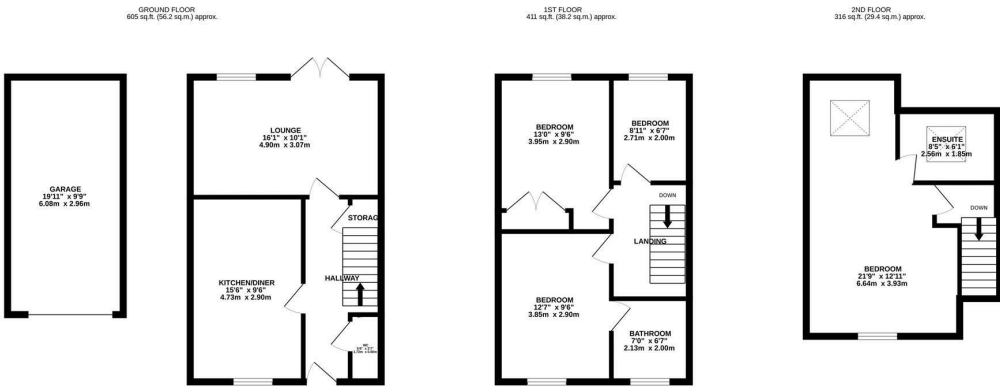 GROUND FLOOR
605 sq.ft. (56.2 sq.m.) approx.
1ST FLOOR
411 sq.ft. (38.2 sq.m.) approx.
2ND FLOOR
316 sq.ft. (29.4 sq.m.) approx.
GARAGE
19'11" x 9'9"
6.08m x 2.96m
LOUNGE
16'1" x 10'1"
4.90m x 3.07m
STORAG
HALLWAY
KITCHEN/DINER
15'6" x 9'6"
4.73m x 2.90m
WC
BEDROOM
13'0" x 9'6"
3.95m x 2.90m
BEDROOM
8'11" x 6'7"
2.71m x 2.00m
DOWN
LANDING
BEDROOM
12'7" x 9'6"
3.85m x 2.90m
BATHROOM
7'0" x 6'7"
2.13m x 2.00m
ENSUITE
8'5" x 6'1"
2.56m x 1.85m
DOWN
BEDROOM
21'9" x 12'11"
6.64m x 3.93m